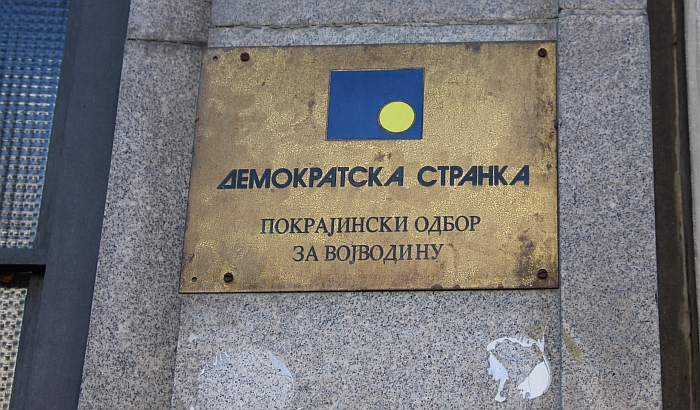 ДЕМОКРАТСКА СТРАНКА
ПОКРАЈИНСКИ ОДБОР
ЗА ВОЈВОДИНУ